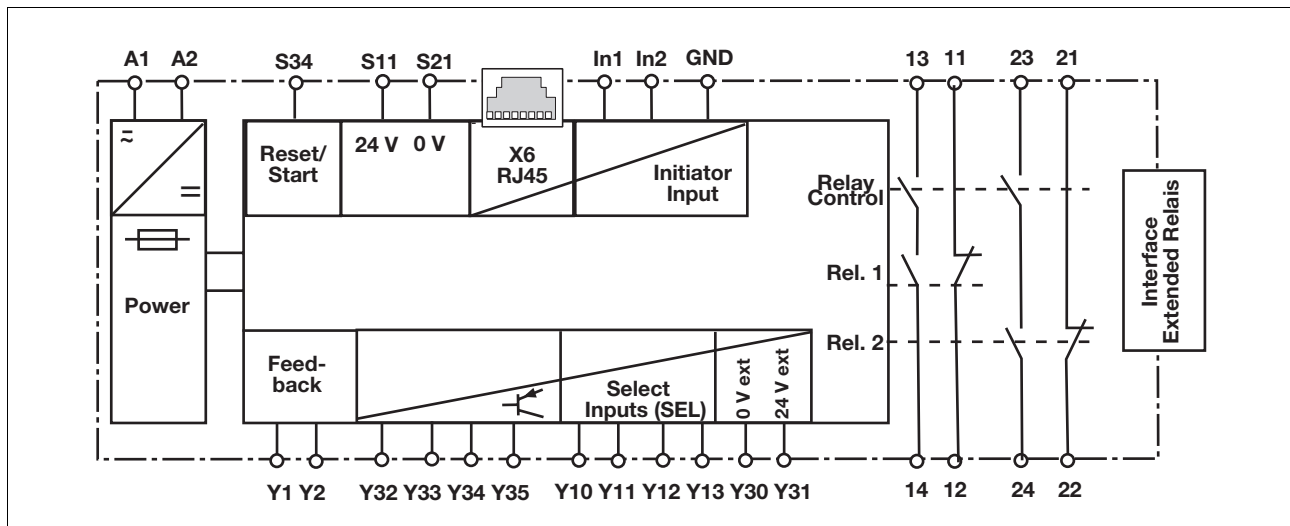 A1 A2 S34 S11 S21 In1 In2 GND 13 11 23 21
Reset/
Start
24 V 0 V
X6
RJ45
Initiator
Input
Relay
Control
Interface
Extended Relais
Power
Rel. 1
Rel. 2
Feed-
back
Select
Inputs (SEL)
0 V ext
24 V ext
Y1 Y2 Y32 Y33 Y34 Y35 Y10 Y11 Y12 Y13 Y30 Y31 14 12 24 22